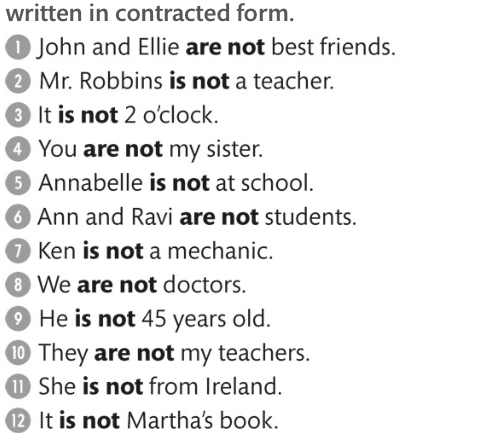 written in contracted form.
1 John and Ellie are not best friends.
2 Mr. Robbins is not a teacher.
3 It is not 2 o'clock.
4 You are not my sister.
5 Annabelle is not at school.
6 Ann and Ravi are not students.
7 Ken is not a mechanic.
8 We are not doctors.
9 He is not 45 years old.
10 They are not my teachers.
11 She is not from Ireland.
12 It is not Martha's book.